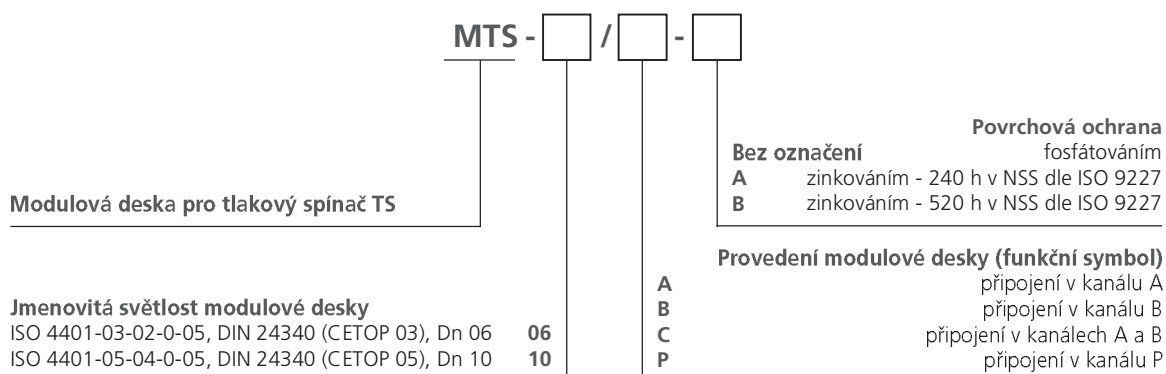 MTS - / -
Povrchová ochrana
Bez označení fosfátováním
A zinkováním - 240 h v NSS dle ISO 9227
B zinkováním - 520 h v NSS dle ISO 9227
Modulová deska pro tlakový spínač TS
Provedení modulové desky (funkční symbol)
A připojení v kanálu A
B připojení v kanálu B
C připojení v kanálech A a B
P připojení v kanálu P
Jmenovitá světlost modulové desky
ISO 4401-03-02-0-05, DIN 24340 (CETOP 03), Dn 06 06
ISO 4401-05-04-0-05, DIN 24340 (CETOP 05), Dn 10 10